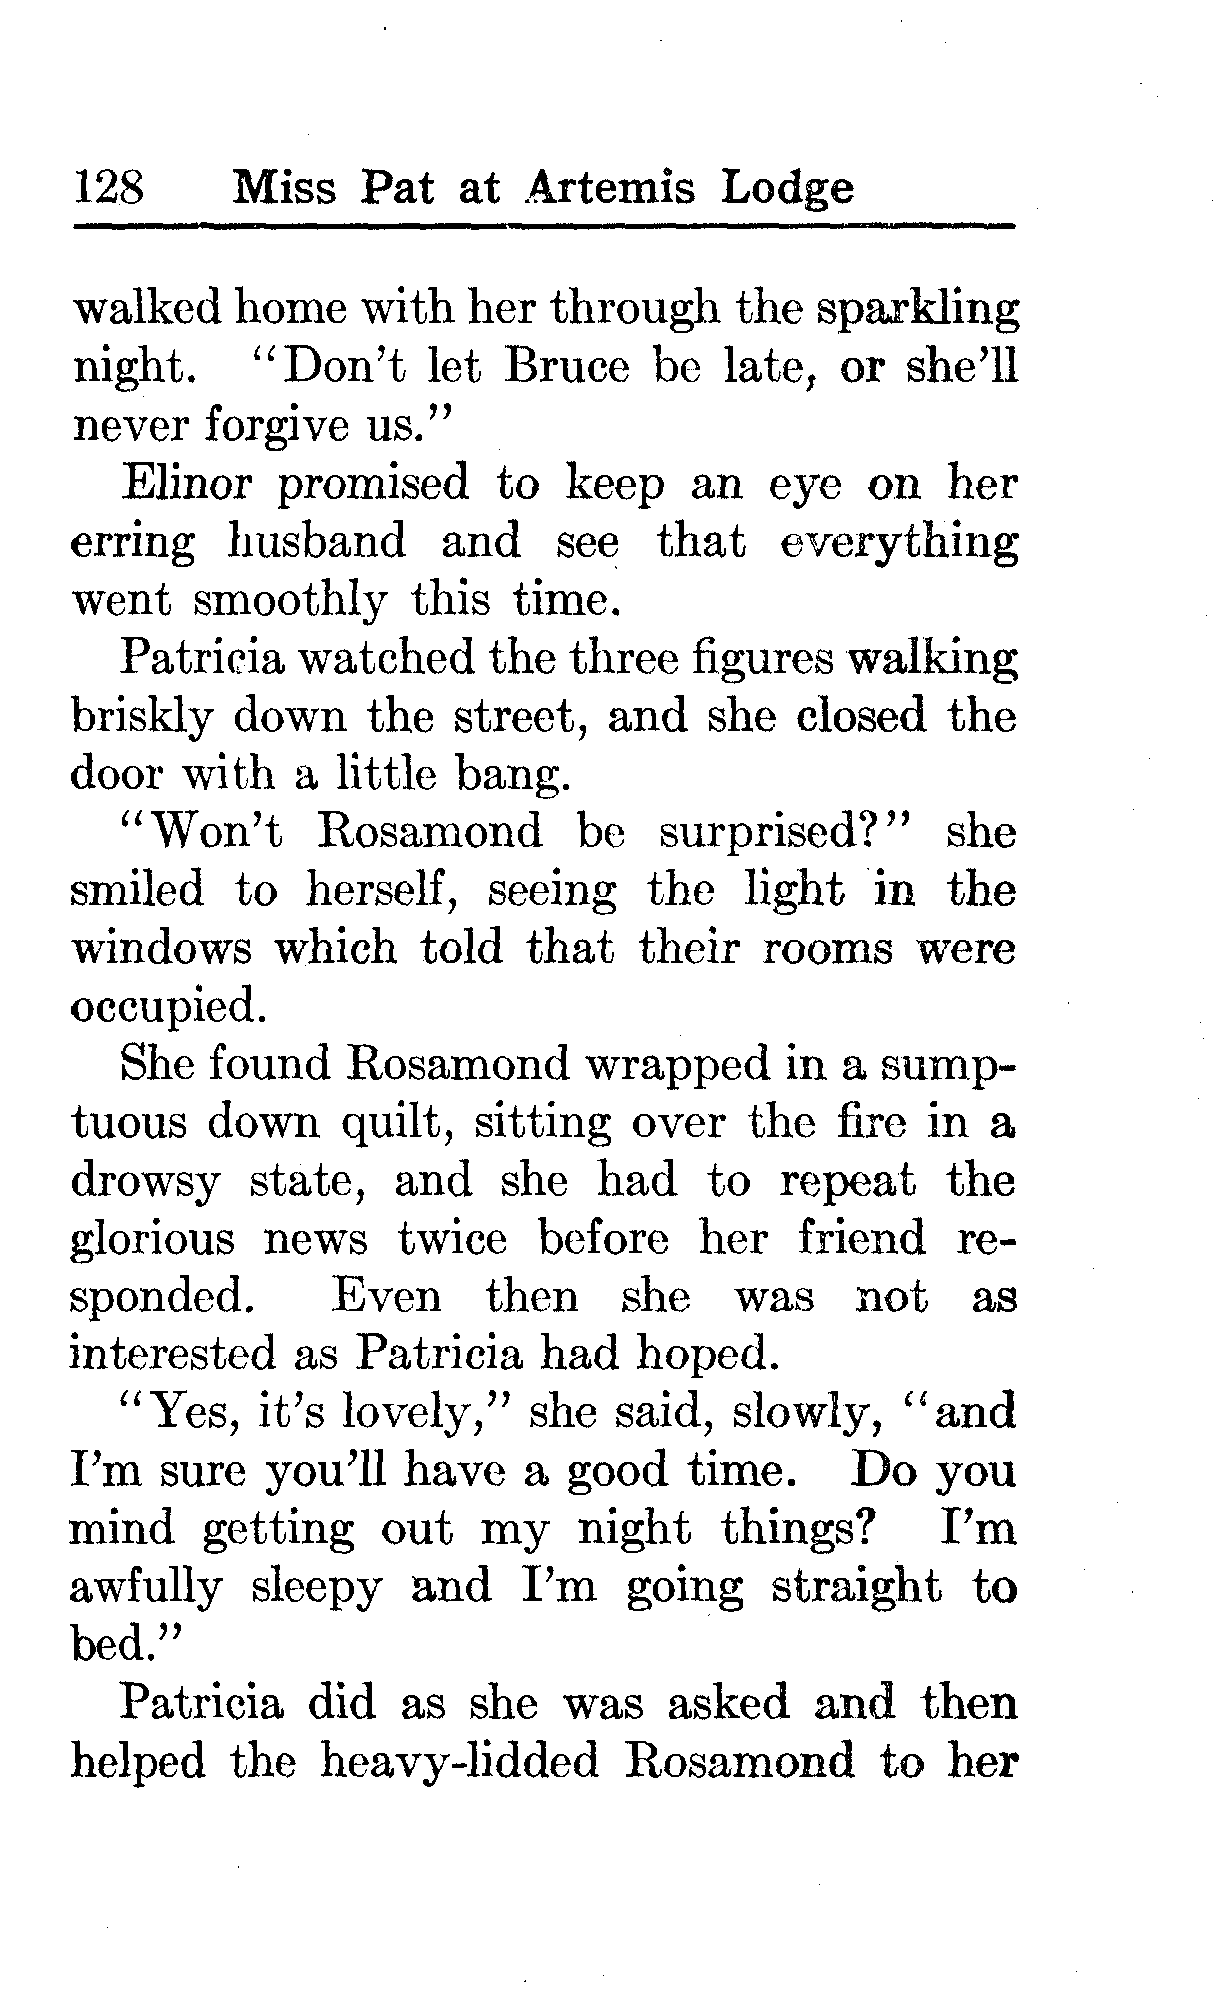 128 Miss Pat at Artemis Lodge
walked home with her through the sparkling
night. "Don't let Bruce be late, or she'll
never forgive us."
Elinor promised to keep an eye on her
erring husband and see that everything
went smoothly this time.
Patricia watched the three figures walking
briskly down the street, and she closed the
door with a little bang.
"Won't Rosamond be surprised?" she
smiled to herself, seeing the light in the
windows which told that their rooms were
occupied.
She found Rosamond wrapped in a sump-
tuous down quilt, sitting over the fire in a
drowsy state, and she had to repeat the
glorious news twice before her friend re-
sponded. Even then she was not as
interested as Patricia had hoped.
"Yes, it's lovely," she said, slowly, "and
I'm sure you'll have a good time. Do you
mind getting out my night things? I'm
awfully sleepy and I'm going straight to
bed."
Patricia did as she was asked and then
helped the heavy-lidded Rosamond to her